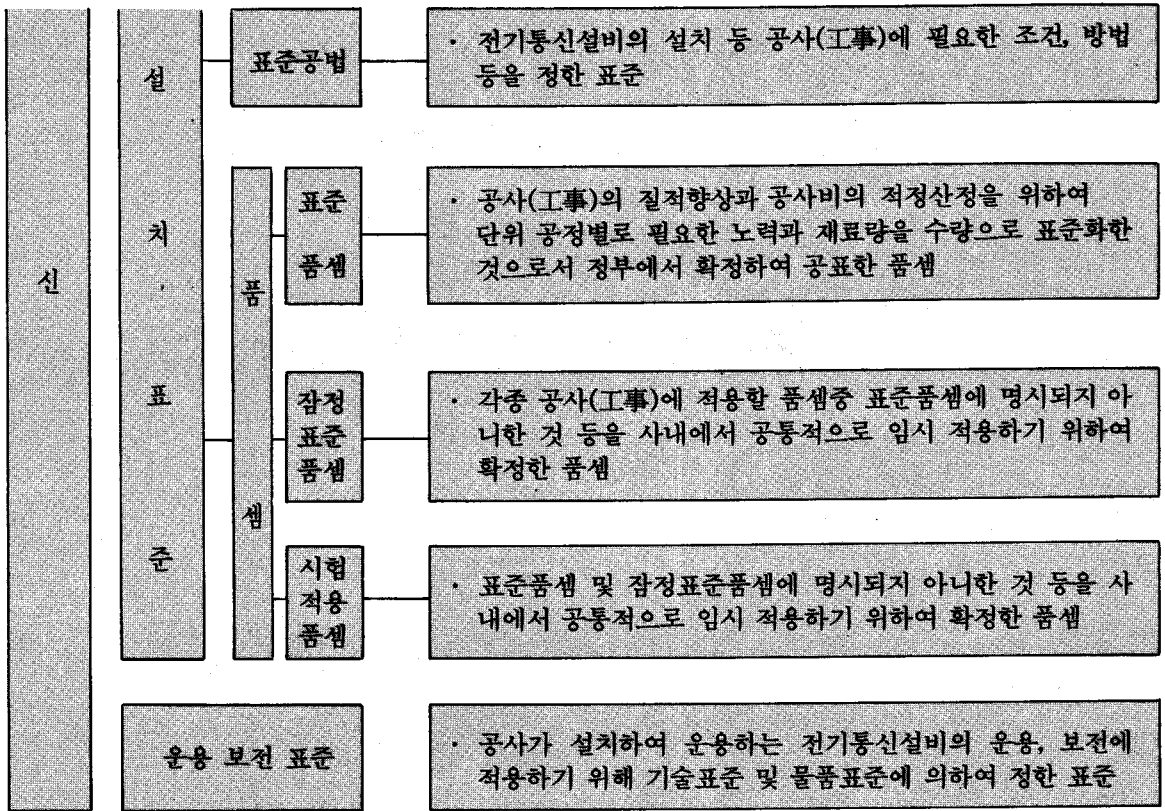 신
설
치
표
준
표준공법
· 전기통신설비의 설치 등 공사(工事)에 필요한 조건, 방법
등을 정한 표준
품
셈
표준
품셈
· 공사(工事)의 질적향상과 공사비의 적정산정을 위하여
단위 공정별로 필요한 노력과 재료량을 수량으로 표준화한
것으로서 정부에서 확정하여 공표한 품셈
잠정
표준
품셈
· 각종 공사(工事)에 적용할 품셈중 표준품셈에 명시되지 아
니한 것 등을 사내에서 공통적으로 임시 적용하기 위하여
확정한 품셈
시험
적용
품셈
· 표준품셈 및 잠정표준품셈에 명시되지 아니한 것 등을 사
내에서 공통적으로 임시 적용하기 위하여 확정한 품셈
운용 보전 표준
· 공사가 설치하여 운용하는 전기통신설비의 운용, 보전에
적용하기 위해 기술표준 및 물품표준에 의하여 정한 표준